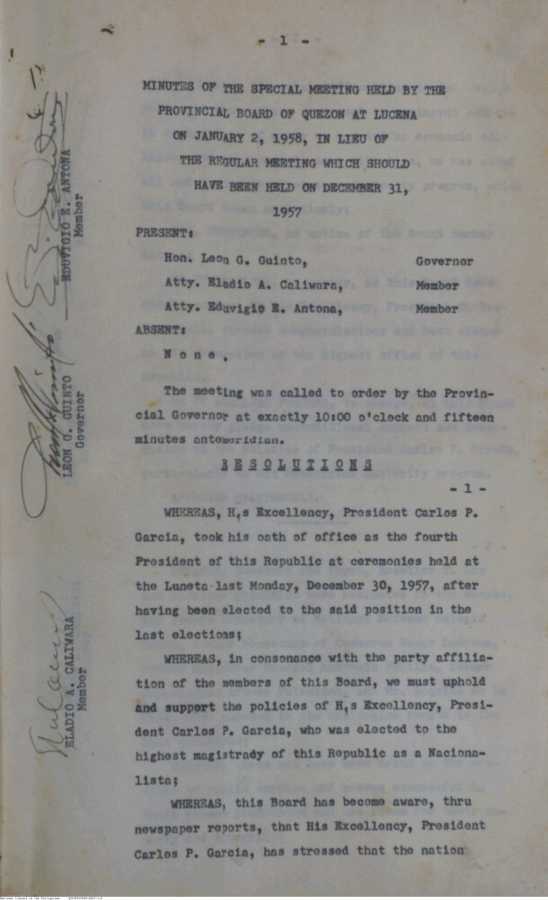 - 1 -
MINUTES OF THE SPECIAL MEETING HELD BY THE
PROVINCIAL BOARD OF QUEZON AT LUCENA
ON JANUARY 2, 1958, IN LIEU OF
THE REGULAR MEETING WHICH SHOULD
HAVE BEEN HELD ON DECEMBER 31,
1957
PRESENT:
Hon. Leon G. Guinto, Governor
Atty. Eladio A. Caliwara, Member
Atty. Eduvigio E. Antona, Member
ABSENT:
N o n e .
The meeting was called to order by the Provin-
cial Governor at exactly 10:00 o'clock and fifteen
minutes antemeridian.
R E S O L U T I O N S
- 1 -
WHEREAS, H,s Excellency, President Carlos P.
Garcia, took his oath of office as the fourth
President of this Republic at ceremonies held at
the Luneta last Monday, December 30, 1957, after
having been elected to the said position in the
last elections;
WHEREAS, in consonance with the party affilia-
tion of the members of this Board, we must uphold
and support the policies of H,s Excellency, Presi-
dent Carlos P. Garcia, who was elected to the
highest magistrady of this Republic as a Naciona-
lista;
WHEREAS, this Board has become aware, thru
newspaper reports, that His Excellency, President
Carlos P. Garcia, has stressed that the nation
EDUVIGIO E. ANTONA
Member
LEON G. GUINTO
Governor
ELADIO A. CALIWARA
Member